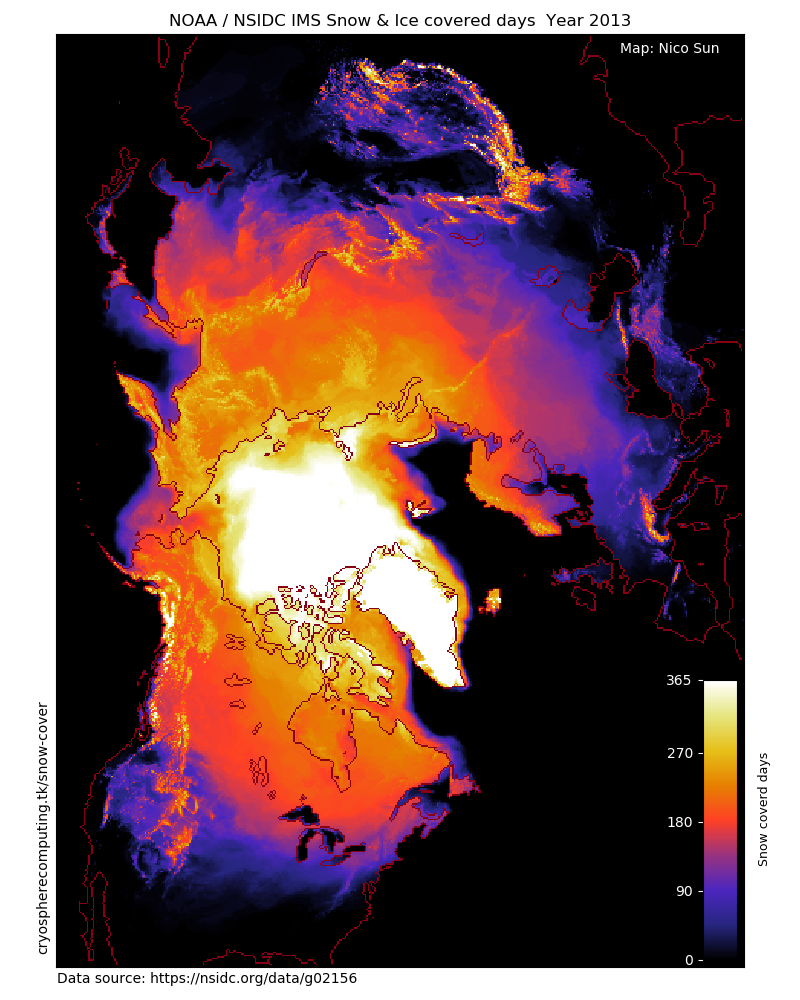 NOAA / NSIDC IMS Snow & Ice covered days  Year 2013
Map: Nico Sun
cryospherecomputing.tk/snow-cover
365
270
180
90
0
Snow coverd days
Data source: https://nsidc.org/data/g02156